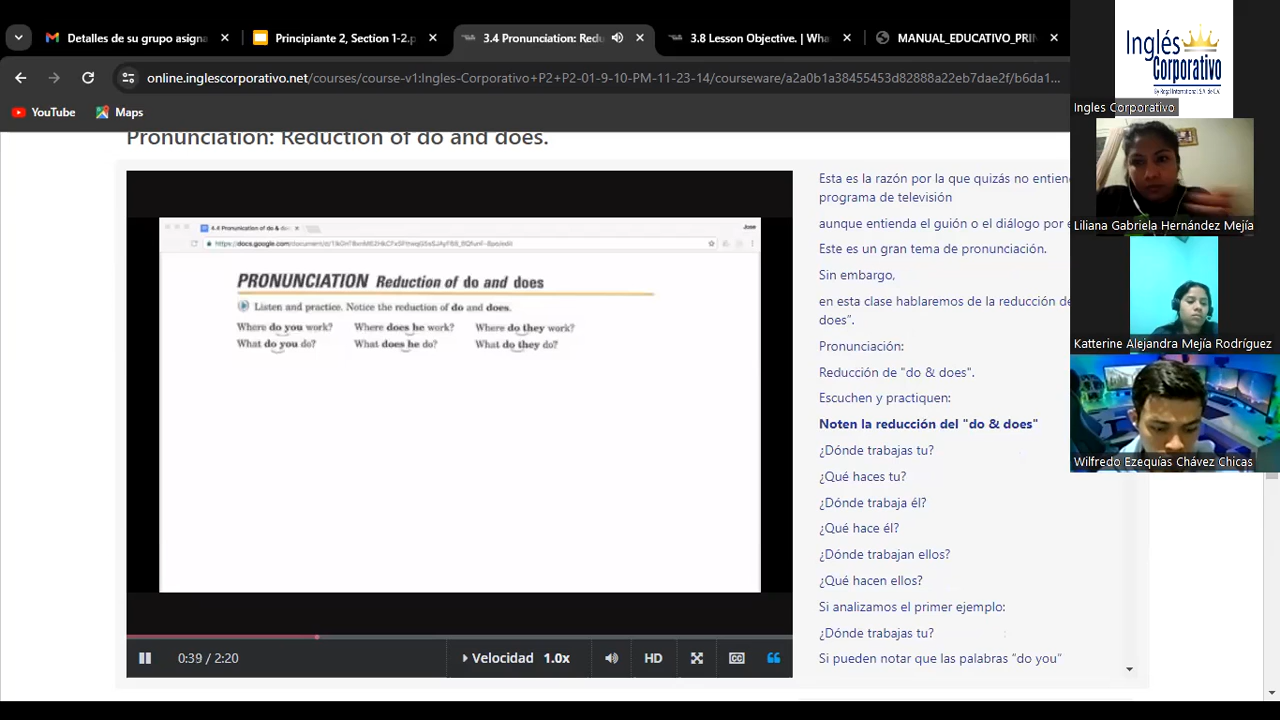 Detalles de su grupo asigna
Principiante 2, Section 1-2.p
3.4 Pronunciation: Redu
3.8 Lesson Objective. | Wha
MANUAL_EDUCATIVO_PRI
online.inglescorporativo.net/courses/course-v1:Ingles-Corporativo+P2+P2-01-9-10-PM-11-23-14/courseware/a2a0b1a38455453d82888a22eb7dae2f/b6da1...
YouTube
Maps
Inglés
Corporativo
Ingles Corporativo
Liliana Gabriela Hernández Mejía
Katterine Alejandra Mejía Rodríguez
Wilfredo Ezequías Chávez Chicas
Pronunciation: Reduction of do and does.
PRONUNCIATION Reduction of do and does
Listen and practice. Notice the reduction of do and does.
Where do you work? Where does he work? Where do they work?
What do you do? What does he do? What do they do?
0:39 / 2:20
Velocidad 1.0x
HD
Esta es la razón por la que quizás no entiend
programa de televisión
aunque entienda el guión o el diálogo por e
Este es un gran tema de pronunciación.
Sin embargo,
en esta clase hablaremos de la reducción de
does”.
Pronunciación:
Reducción de "do & does".
Escuchen y practiquen:
Noten la reducción del "do & does"
¿Dónde trabajas tu?
¿Qué haces tu?
¿Dónde trabaja él?
¿Qué hace él?
¿Dónde trabajan ellos?
¿Qué hacen ellos?
Si analizamos el primer ejemplo:
¿Dónde trabajas tu?
Si pueden notar que las palabras “do you”